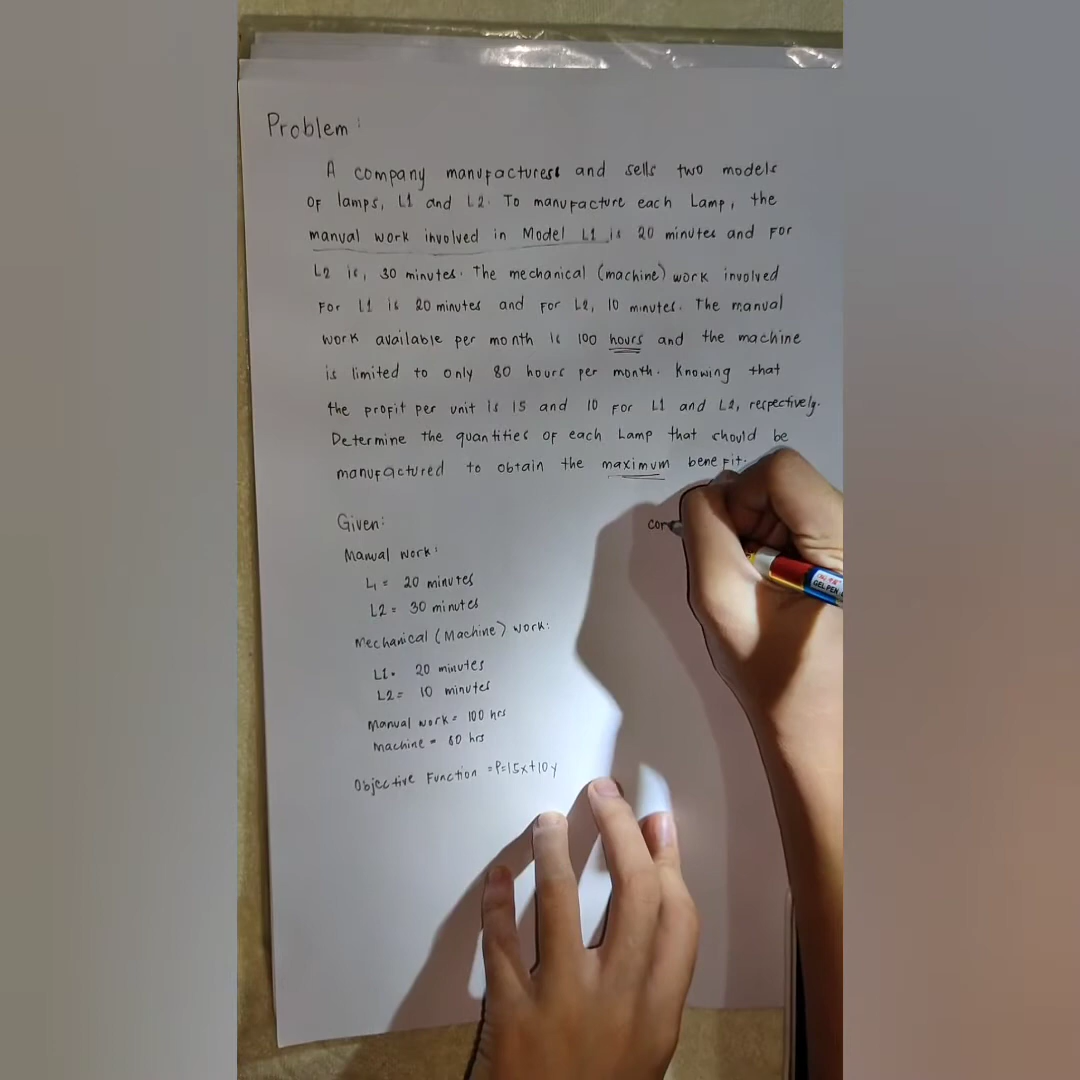 Problem:
A company manufactures and sells two models
of lamps, L1 and L2. To manufacture each Lamp, the
manual work involved in Model L1 is 20 minutes and for
L2 is, 30 minutes. The mechanical (machine) work involved
for L1 is 20 minutes and for L2, 10 minutes. The manual
work available per month is 100 hours and the machine
is limited to only 80 hours per month. Knowing that
the profit per unit is 15 and 10 for L1 and L2, respectively.
Determine the quantities of each Lamp that should be
manufactured to obtain the maximum benefit.
Given:
Manual work:
L1 = 20 minutes
L2 = 30 minutes
Mechanical (Machine) work:
L1 = 20 minutes
L2 = 10 minutes
Manual work = 100 hrs
Machine = 80 hrs
Objective Function = P=15x+10y
Con
GEL PEN